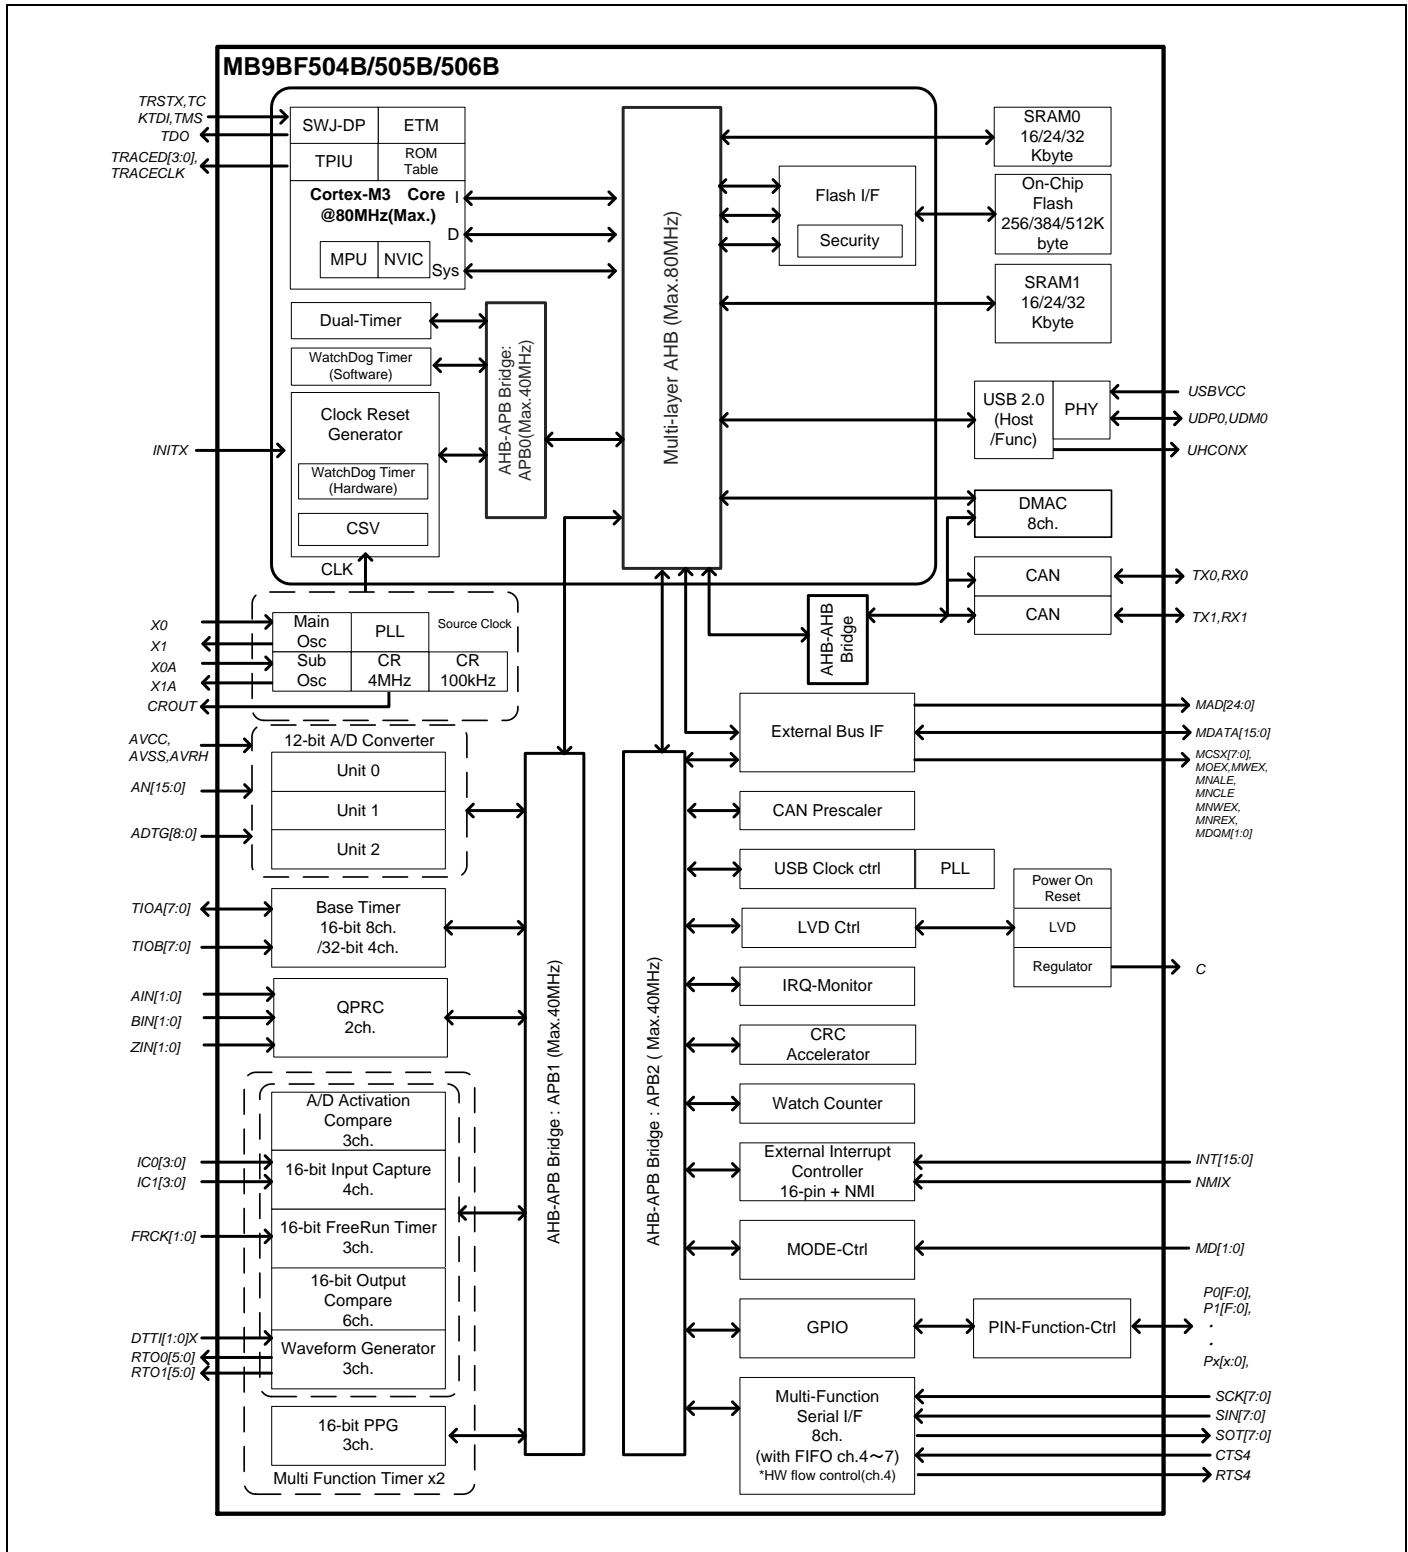 MB9BF504B/505B/506B
TRSTX,TC
KTDI,TMS
TDO
TRACED[3:0],
TRACECLK
SWJ-DP
ETM
TPIU
ROM
Table
Cortex-M3 Core
@80MHz(Max.)
I
D
Sys
MPU
NVIC
Dual-Timer
WatchDog Timer
(Software)
Clock Reset
Generator
WatchDog Timer
(Hardware)
CSV
INITX
CLK
AHB-APB Bridge:
APB0(Max.40MHz)
Multi-layer AHB (Max.80MHz)
Flash I/F
Security
SRAM0
16/24/32
Kbyte
On-Chip
Flash
256/384/512K
byte
SRAM1
16/24/32
Kbyte
USB 2.0
(Host
/Func)
PHY
USBVCC
UDP0,UDM0
UHCONX
DMAC
8ch.
CAN
TX0,RX0
CAN
TX1,RX1
AHB-AHB
Bridge
X0
X1
X0A
X1A
CROUT
Main
Osc
PLL
Source Clock
Sub
Osc
CR
4MHz
CR
100kHz
AVCC,
AVSS,AVRH
AN[15:0]
ADTG[8:0]
12-bit A/D Converter
Unit 0
Unit 1
Unit 2
TIOA[7:0]
TIOB[7:0]
Base Timer
16-bit 8ch.
/32-bit 4ch.
AIN[1:0]
BIN[1:0]
ZIN[1:0]
QPRC
2ch.
A/D Activation
Compare
3ch.
IC0[3:0]
IC1[3:0]
16-bit Input Capture
4ch.
FRCK[1:0]
16-bit FreeRun Timer
3ch.
16-bit Output
Compare
6ch.
DTTI[1:0]X
RTO0[5:0]
RTO1[5:0]
Waveform Generator
3ch.
16-bit PPG
3ch.
Multi Function Timer x2
AHB-APB Bridge : APB1 (Max.40MHz)
AHB-APB Bridge : APB2 ( Max.40MHz)
External Bus IF
MAD[24:0]
MDATA[15:0]
MCSX[7:0],
MOEX,MWEX,
MNALE,
MNCLE
MNWEX,
MNREX,
MDQM[1:0]
CAN Prescaler
USB Clock ctrl
PLL
LVD Ctrl
Power On
Reset
LVD
Regulator
C
IRQ-Monitor
CRC
Accelerator
Watch Counter
External Interrupt
Controller
16-pin + NMI
INT[15:0]
NMIX
MODE-Ctrl
MD[1:0]
GPIO
PIN-Function-Ctrl
P0[F:0],
P1[F:0],
.
.
Px[x:0],
Multi-Function
Serial I/F
8ch.
(with FIFO ch.4～7)
*HW flow control(ch.4)
SCK[7:0]
SIN[7:0]
SOT[7:0]
CTS4
RTS4